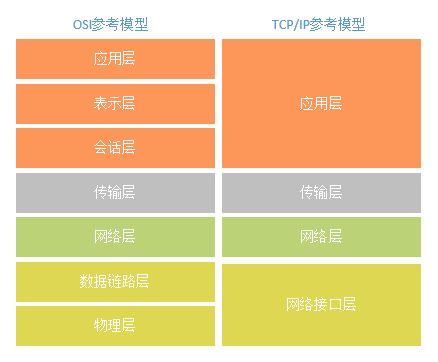 OSI参考模型
TCP/IP参考模型
应用层
表示层
会话层
应用层
传输层
传输层
网络层
网络层
数据链路层
物理层
网络接口层